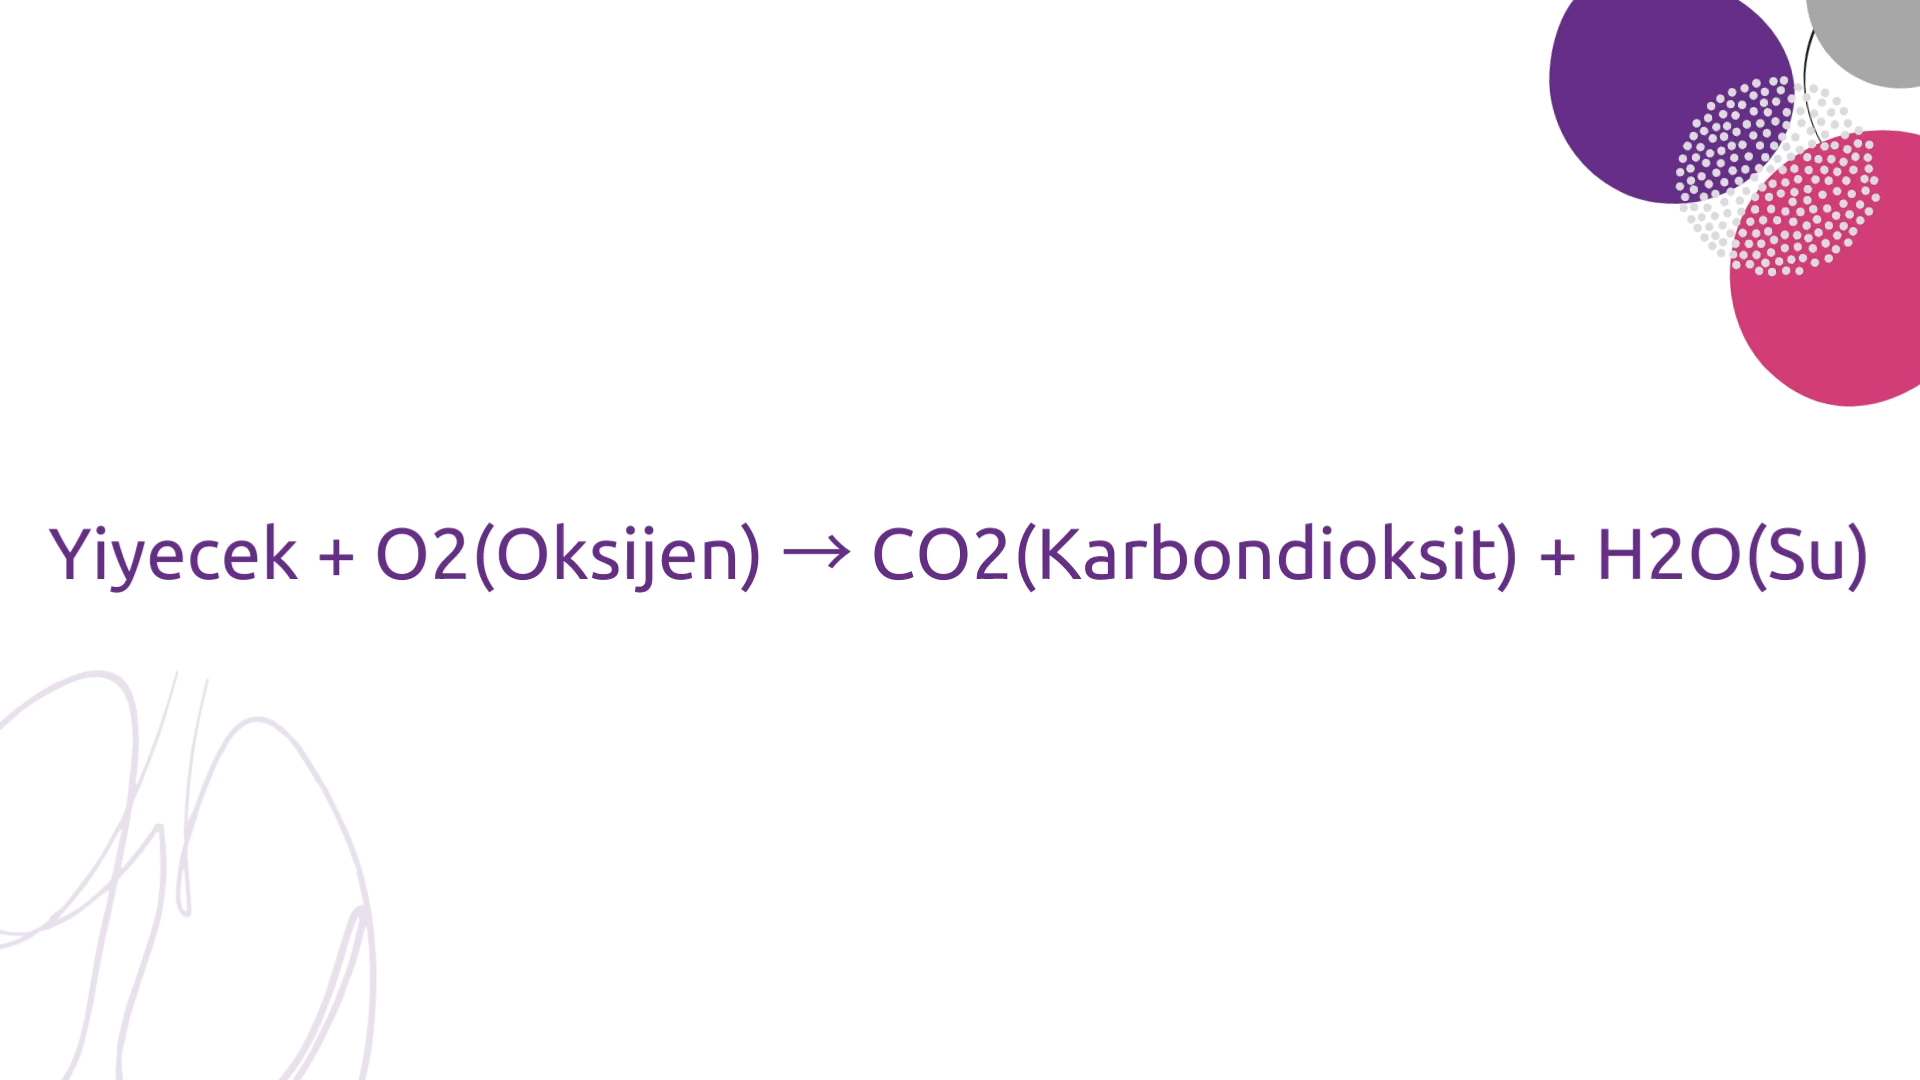 Yiyecek + O2(Oksijen) → CO2(Karbondioksit) + H2O(Su)